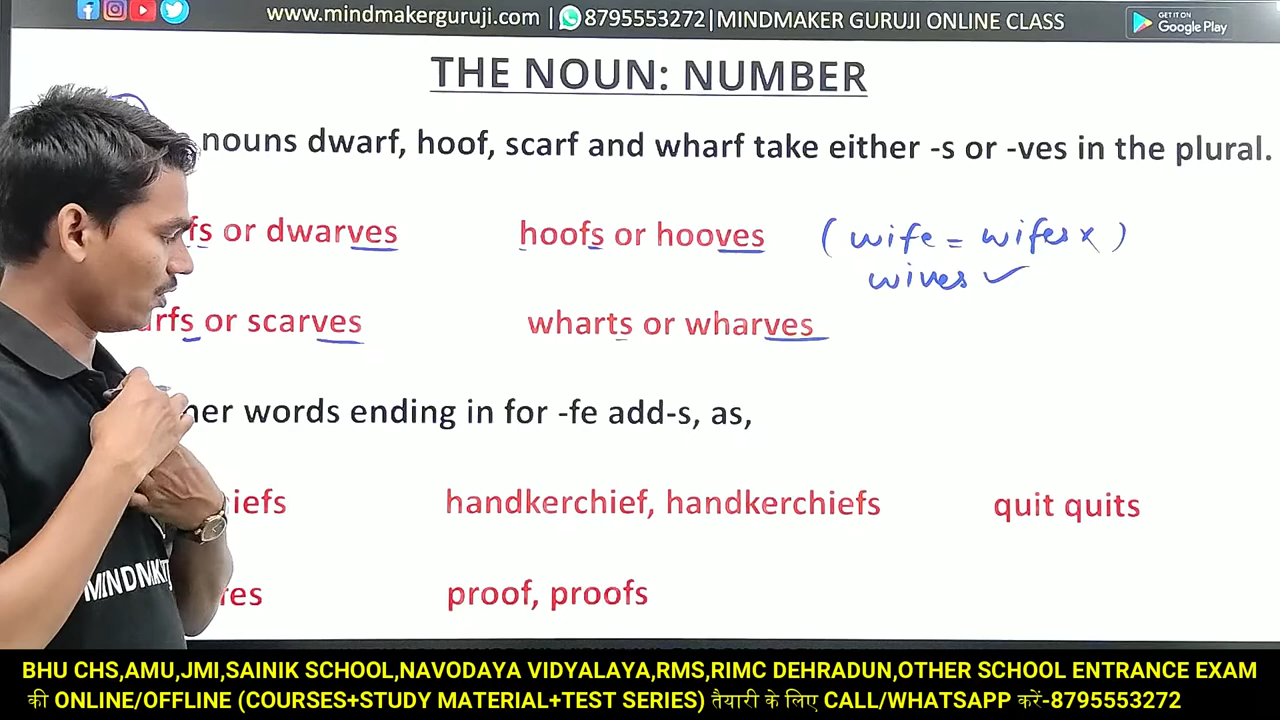 www.mindmakerguruji.com | 8795553272|MINDMAKER GURUJI ONLINE CLASS
GET IT ON
Google Play
THE NOUN: NUMBER
nouns dwarf, hoof, scarf and wharf take either -s or -ves in the plural.
fs or dwarves hoofs or hooves (wife = wifes x)
wives ✓
arfs or scarves wharts or wharves
her words ending in for -fe add-s, as,
iefs handkerchief, handkerchiefs quit quits
res proof, proofs
BHU CHS,AMU,JMI,SAINIK SCHOOL,NAVODAYA VIDYALAYA,RMS,RIMC DEHRADUN,OTHER SCHOOL ENTRANCE EXAM
की ONLINE/OFFLINE (COURSES+STUDY MATERIAL+TEST SERIES) तैयारी के लिए CALL/WHATSAPP करें-8795553272